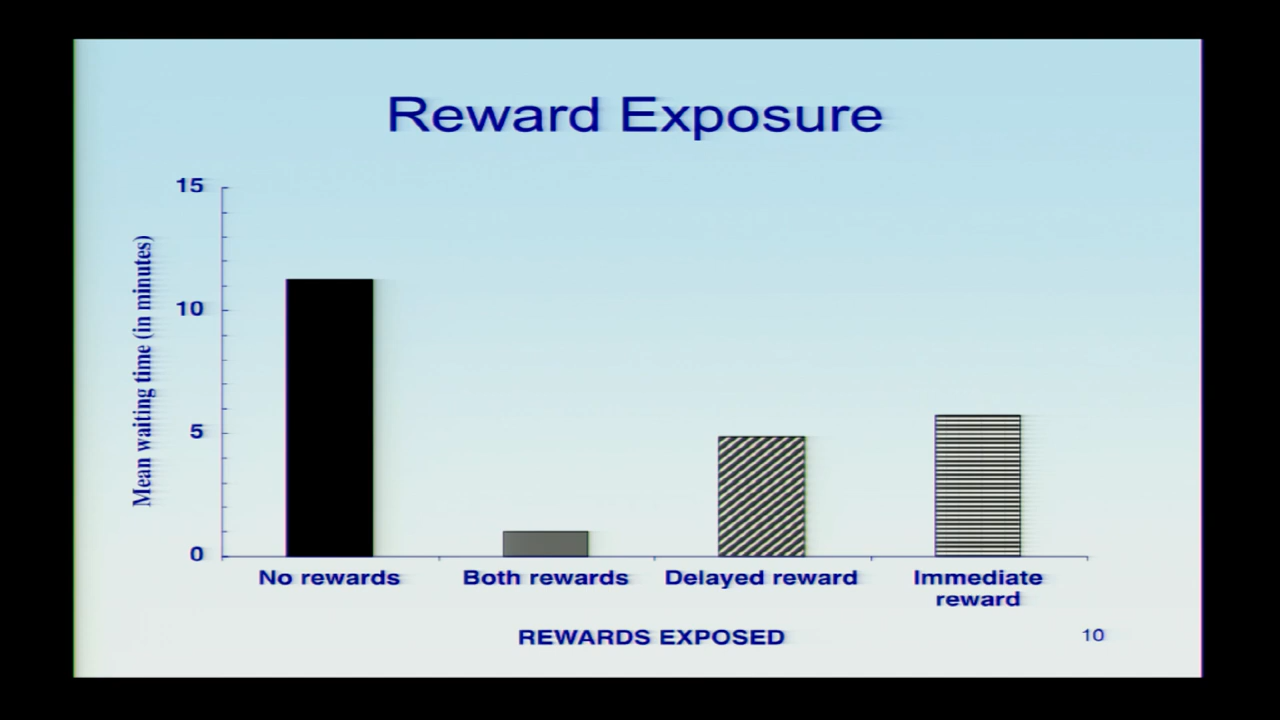 Reward Exposure
15
10
5
0
Mean waiting time (in minutes)
No rewards
Both rewards
Delayed reward
Immediate
reward
REWARDS EXPOSED
10